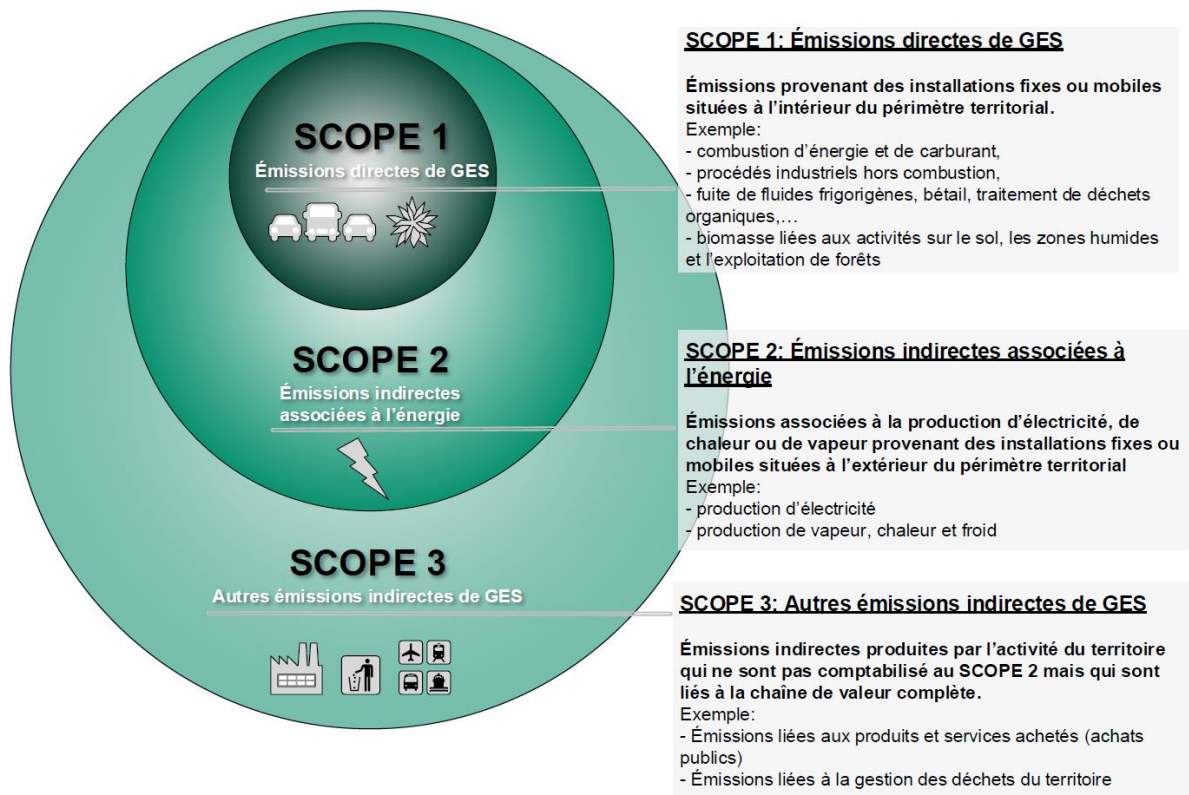 SCOPE 1
Émissions directes de GES
SCOPE 2
Émissions indirectes
associées à l'énergie
SCOPE 3
Autres émissions indirectes de GES
SCOPE 1: Émissions directes de GES
Émissions provenant des installations fixes ou mobiles
situées à l'intérieur du périmètre territorial.
Exemple:
- combustion d'énergie et de carburant,
- procédés industriels hors combustion,
- fuite de fluides frigorigènes, bétail, traitement de déchets
organiques,…
- biomasse liées aux activités sur le sol, les zones humides
et l'exploitation de forêts
SCOPE 2: Émissions indirectes associées à
l'énergie
Émissions associées à la production d'électricité, de
chaleur ou de vapeur provenant des installations fixes ou
mobiles situées à l'extérieur du périmètre territorial
Exemple:
- production d'électricité
- production de vapeur, chaleur et froid
SCOPE 3: Autres émissions indirectes de GES
Émissions indirectes produites par l'activité du territoire
qui ne sont pas comptabilisé au SCOPE 2 mais qui sont
liés à la chaîne de valeur complète.
Exemple:
- Émissions liées aux produits et services achetés (achats
publics)
- Émissions liées à la gestion des déchets du territoire